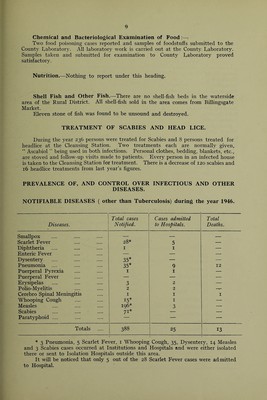 9
Chemical and Bacteriological Examination of Food :—
Two food poisoning cases reported and samples of foodstuffs submitted to the
County Laboratory. All laboratory work is carried out at the County Laboratory.
Samples taken and submitted for examination to County Laboratory proved
satisfactory.
Nutrition.—Nothing to report under this heading.
Shell Fish and Other Fish.—There are no shell-fish beds in the waterside
area of the Rural District. All shell-fish sold in the area comes from Billingsgate
Market.
Eleven stone of fish was found to be unsound and destroyed.
TREATMENT OF SCABIES AND HEAD LICE.
During the year 236 persons were treated for Scabies and 8 persons treated for
headlice at the Cleansing Station. Two treatments each are normally given,
" Ascabiol " being used in both infections. Personal clothes, bedding, blankets, etc.,
are stoved and follow-up visits made to patients. Every person in an infected house
is taken to the Cleansing Station for treatment. There is a decrease of 120 scabies and
16 headlice treatments from last year's figures.
PREVALENCE OF, AND CONTROL OVER INFECTIOUS AND OTHER
DISEASES.
NOTIFIABLE DISEASES ( other than Tuberculosis) during the year 1946.
Diseases. Total cases Notified. Cases admitted to Hospitals. Total Deaths.
Smallpox — — —
Scarlet Fever 28* 5 —
Diphtheria 1 1 —
Enteric Fever — — —
Dysentery 35* — —
Pneumonia 35* 9 12
Puerperal Pyrexia 1 1 —
Puerperal Fever — — —
Erysipelas 3 2 —
Polio-Myelitis 2 2 —
Cerebro Spinal Meningitis 1 1 1
Whooping Cough 13* 1 —
Measles 196* 3 —
Scabies 71* — —
Paratyphoid — — —
Totals 386 25 13
* 3 Pneumonia, 5 Scarlet Fever, 1 Whooping Cough, 35, Dysentery, 14 Measles
and 3 Scabies cases occurred at Institutions and Hospitals and were either isolated
there or sent to Isolation Hospitals outside this area.
It will be noticed that only 5 out of the 28 Scarlet Fever cases were admitted
to Hospital.